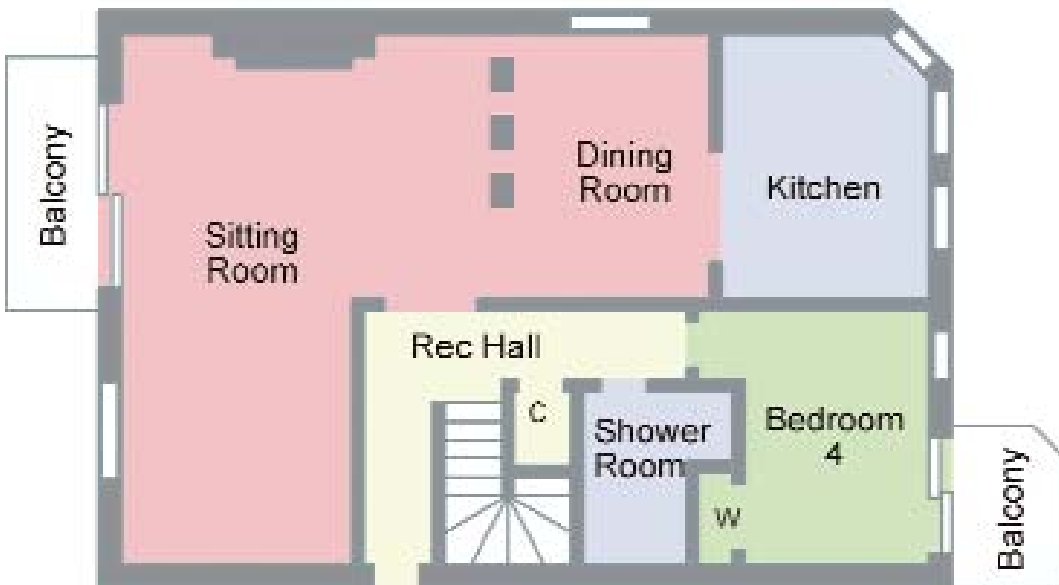 Balcony
Sitting
Room
Dining
Room
Kitchen
Rec Hall
C
Shower
Room
W
Bedroom
4
Balcony